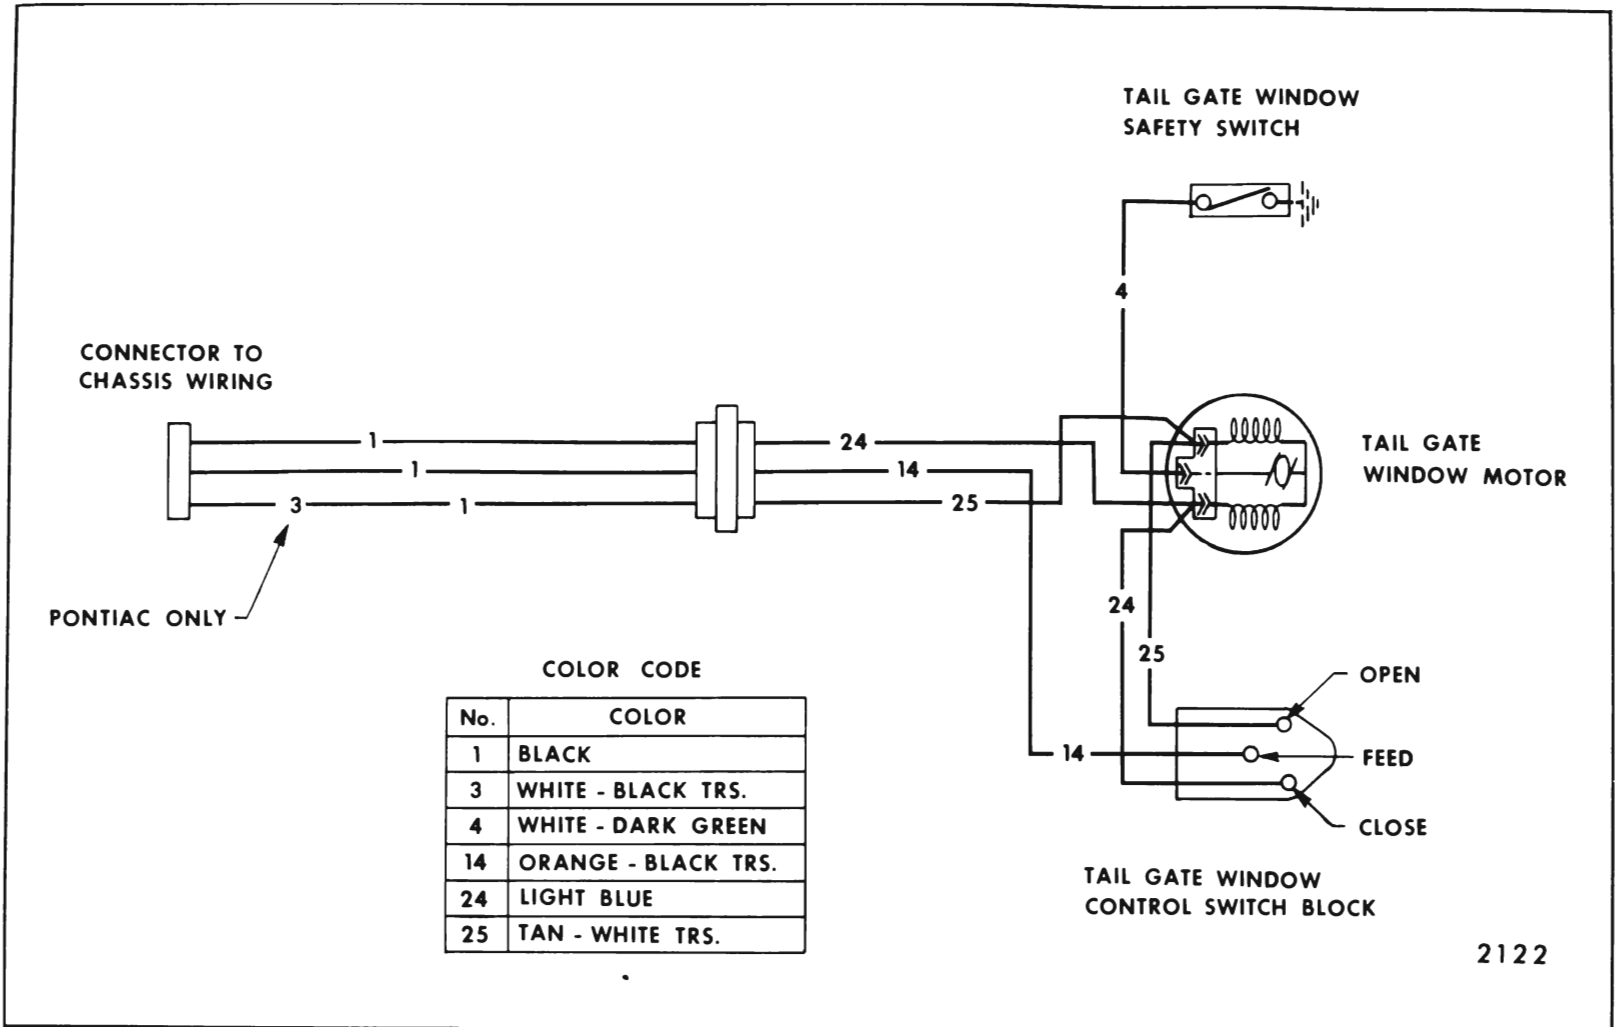 TAIL GATE WINDOW
SAFETY SWITCH
4
CONNECTOR TO
CHASSIS WIRING
1
24
1
14
3
1
25
TAIL GATE
WINDOW MOTOR
PONTIAC ONLY
24
25
OPEN
14
FEED
CLOSE
TAIL GATE WINDOW
CONTROL SWITCH BLOCK
COLOR CODE
No. COLOR
1 BLACK
3 WHITE - BLACK TRS.
4 WHITE - DARK GREEN
14 ORANGE - BLACK TRS.
24 LIGHT BLUE
25 TAN - WHITE TRS.
2122